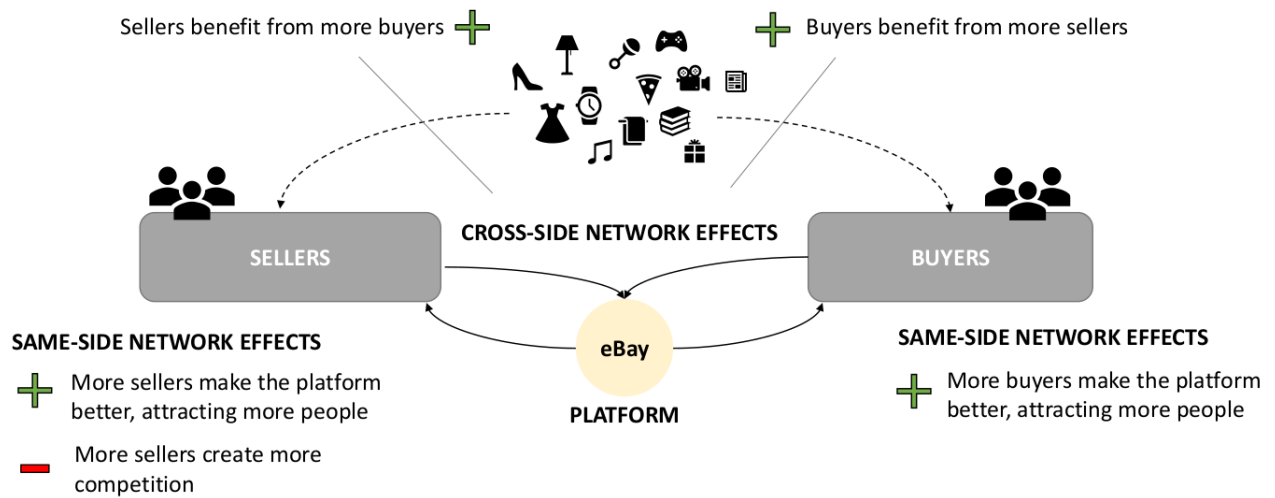 Sellers benefit from more buyers
Buyers benefit from more sellers
CROSS-SIDE NETWORK EFFECTS
SELLERS
BUYERS
eBay
PLATFORM
SAME-SIDE NETWORK EFFECTS
More sellers make the platform
better, attracting more people
More sellers create more
competition
SAME-SIDE NETWORK EFFECTS
More buyers make the platform
better, attracting more people